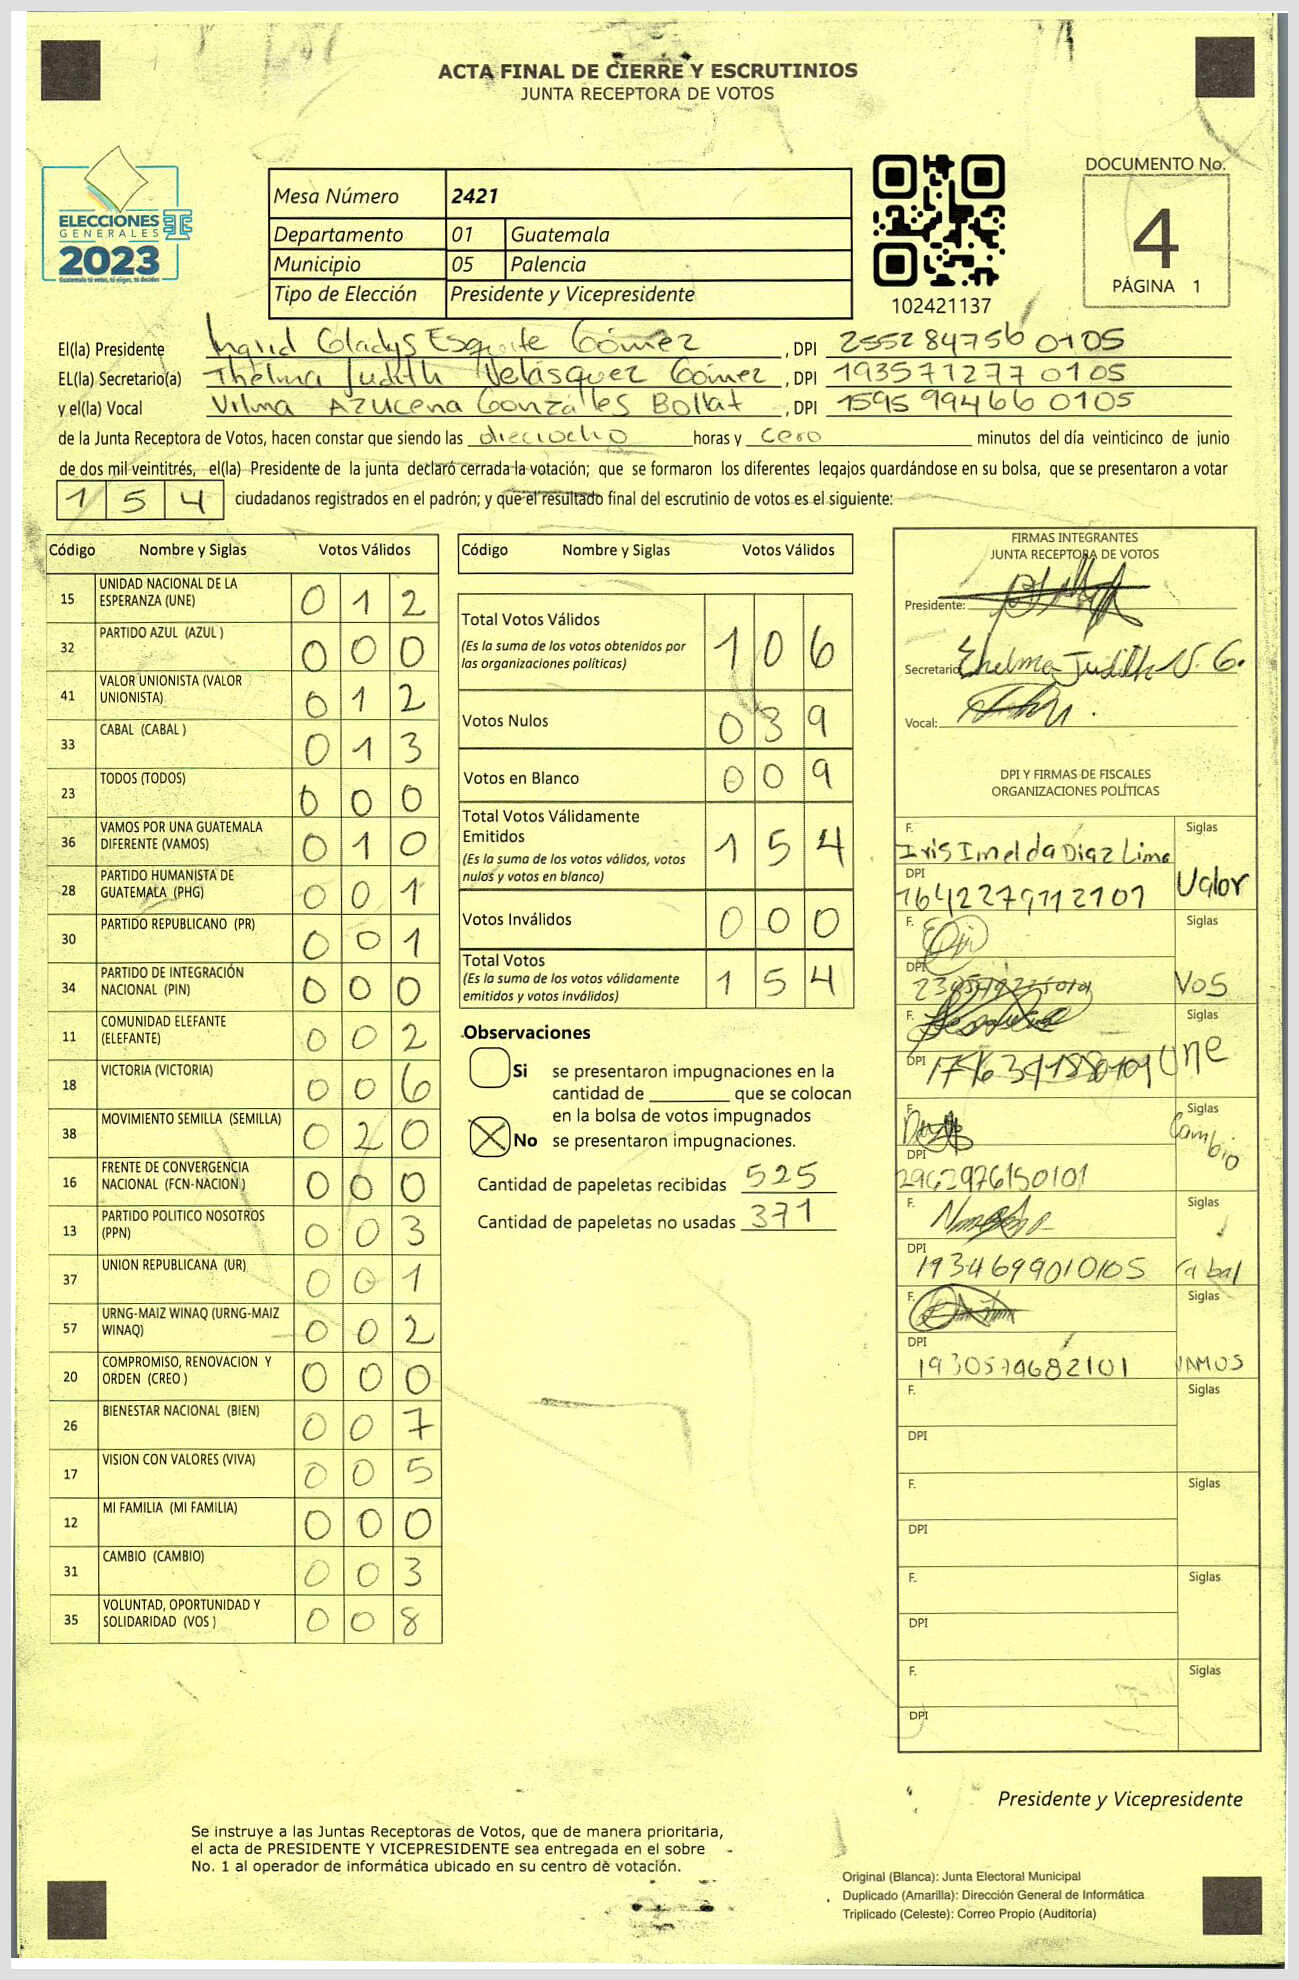 ACTA FINAL DE CIERRE Y ESCRUTINIOS
JUNTA RECEPTORA DE VOTOS
ELECCIONES
GENERALES
2023
Guatemala tú votas, tú eliges, tú decides
Mesa Número 2421
Departamento 01 Guatemala
Municipio 05 Palencia
Tipo de Elección Presidente y Vicepresidente
102421137
DOCUMENTO No.
4
PÁGINA 1
El(la) Presidente Ingrid Gladys Esquite Gómez , DPI 2552 84756 0105
EL(la) Secretario(a) Thelma Judith Velásquez Gómez , DPI 193571277 0105
y el(la) Vocal Vilma Azucena Gonzáles Bollat , DPI 1595 99466 0105
de la Junta Receptora de Votos, hacen constar que siendo las dieciocho horas y cero minutos del día veinticinco de junio
de dos mil veintitrés, el(la) Presidente de la junta declaró cerrada la votación; que se formaron los diferentes legajos guardándose en su bolsa, que se presentaron a votar
1 5 4 ciudadanos registrados en el padrón; y que el resultado final del escrutinio de votos es el siguiente:
Código Nombre y Siglas Votos Válidos
15 UNIDAD NACIONAL DE LA ESPERANZA (UNE) 0 1 2
32 PARTIDO AZUL (AZUL ) 0 0 0
41 VALOR UNIONISTA (VALOR UNIONISTA) 0 1 2
33 CABAL (CABAL ) 0 1 3
23 TODOS (TODOS) 0 0 0
36 VAMOS POR UNA GUATEMALA DIFERENTE (VAMOS) 0 1 0
28 PARTIDO HUMANISTA DE GUATEMALA (PHG) 0 0 1
30 PARTIDO REPUBLICANO (PR) 0 0 1
34 PARTIDO DE INTEGRACIÓN NACIONAL (PIN) 0 0 0
11 COMUNIDAD ELEFANTE (ELEFANTE) 0 0 2
18 VICTORIA (VICTORIA) 0 0 6
38 MOVIMIENTO SEMILLA (SEMILLA) 0 2 0
16 FRENTE DE CONVERGENCIA NACIONAL (FCN-NACION ) 0 0 0
13 PARTIDO POLITICO NOSOTROS (PPN) 0 0 3
37 UNION REPUBLICANA (UR) 0 0 1
57 URNG-MAIZ WINAQ (URNG-MAIZ WINAQ) 0 0 2
20 COMPROMISO, RENOVACION Y ORDEN (CREO ) 0 0 0
26 BIENESTAR NACIONAL (BIEN) 0 0 7
17 VISION CON VALORES (VIVA) 0 0 5
12 MI FAMILIA (MI FAMILIA) 0 0 0
31 CAMBIO (CAMBIO) 0 0 3
35 VOLUNTAD, OPORTUNIDAD Y SOLIDARIDAD (VOS ) 0 0 8
Código Nombre y Siglas Votos Válidos
Total Votos Válidos 1 0 6
(Es la suma de los votos obtenidos por
las organizaciones políticas)
Votos Nulos 0 3 9
Votos en Blanco 0 0 9
Total Votos Válidamente
Emitidos 1 5 4
(Es la suma de los votos válidos, votos
nulos y votos en blanco)
Votos Inválidos 0 0 0
Total Votos 1 5 4
(Es la suma de los votos válidamente
emitidos y votos inválidos)
Observaciones
Si se presentaron impugnaciones en la
cantidad de ________ que se colocan
en la bolsa de votos impugnados
No se presentaron impugnaciones.
Cantidad de papeletas recibidas 525
Cantidad de papeletas no usadas 371
FIRMAS INTEGRANTES
JUNTA RECEPTORA DE VOTOS
Presidente:
Secretario Thelma Judith V. G.
Vocal:
DPI Y FIRMAS DE FISCALES
ORGANIZACIONES POLÍTICAS
F. Iris Imelda Diaz Lima Siglas
DPI 1642279112101 Valor
F. Siglas
DPI VOS
F. Siglas
DPI Une
F. Siglas
DPI 2962976150101 Cambio
F. Siglas
DPI 1934699010105 Cabal
F. Siglas
DPI 1930579682101 VAMOS
F. Siglas
DPI
F. Siglas
DPI
F. Siglas
DPI
F. Siglas
DPI
Presidente y Vicepresidente
Se instruye a las Juntas Receptoras de Votos, que de manera prioritaria,
el acta de PRESIDENTE Y VICEPRESIDENTE sea entregada en el sobre
No. 1 al operador de informática ubicado en su centro de votación.
Original (Blanca): Junta Electoral Municipal
Duplicado (Amarilla): Dirección General de Informática
Triplicado (Celeste): Correo Propio (Auditoría)